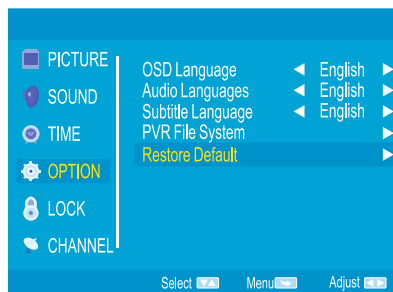 PICTURE
SOUND
TIME
OPTION
LOCK
CHANNEL
OSD Language English
Audio Languages English
Subtitle Language English
PVR File System
Restore Default
Select Menu Adjust